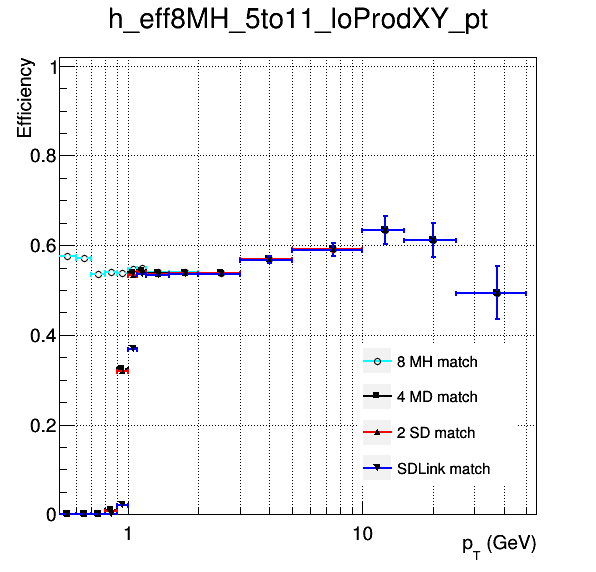 h_eff8MH_5to11_loProdXY_pt
Efficiency
1
0.8
0.6
0.4
0.2
0
8 MH match
4 MD match
2 SD match
SDLink match
1
10
p_T (GeV)